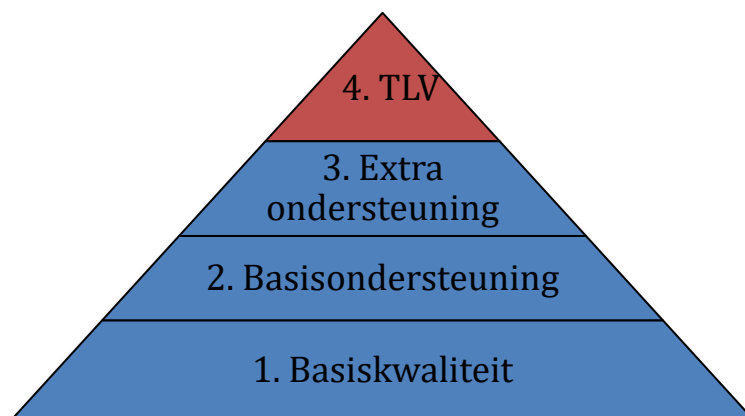 4. TLV
3. Extra
ondersteuning
2. Basisondersteuning
1. Basiskwaliteit